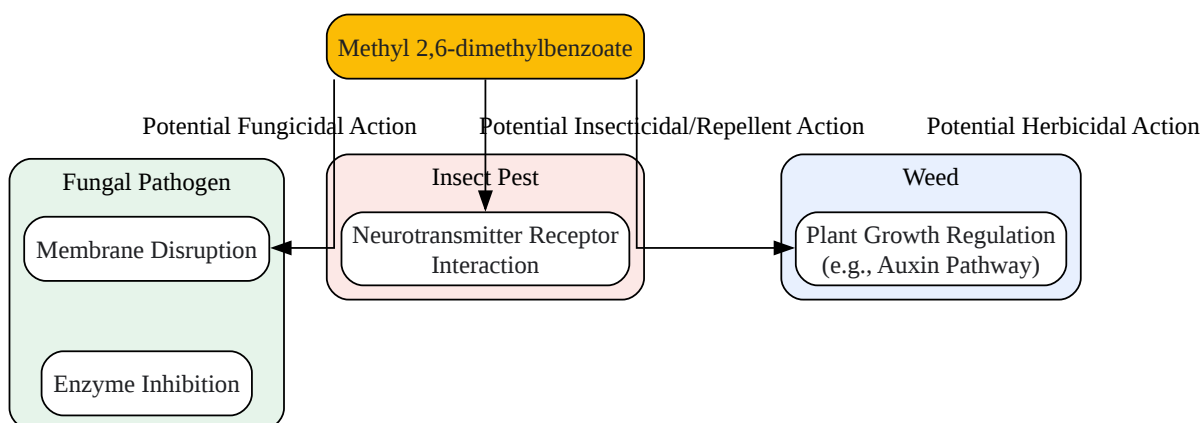 Methyl 2,6-dimethylbenzoate
Potential Fungicidal Action
Potential Insecticidal/Repellent Action
Potential Herbicidal Action
Fungal Pathogen
Membrane Disruption
Enzyme Inhibition
Insect Pest
Neurotransmitter Receptor
Interaction
Weed
Plant Growth Regulation
(e.g., Auxin Pathway)